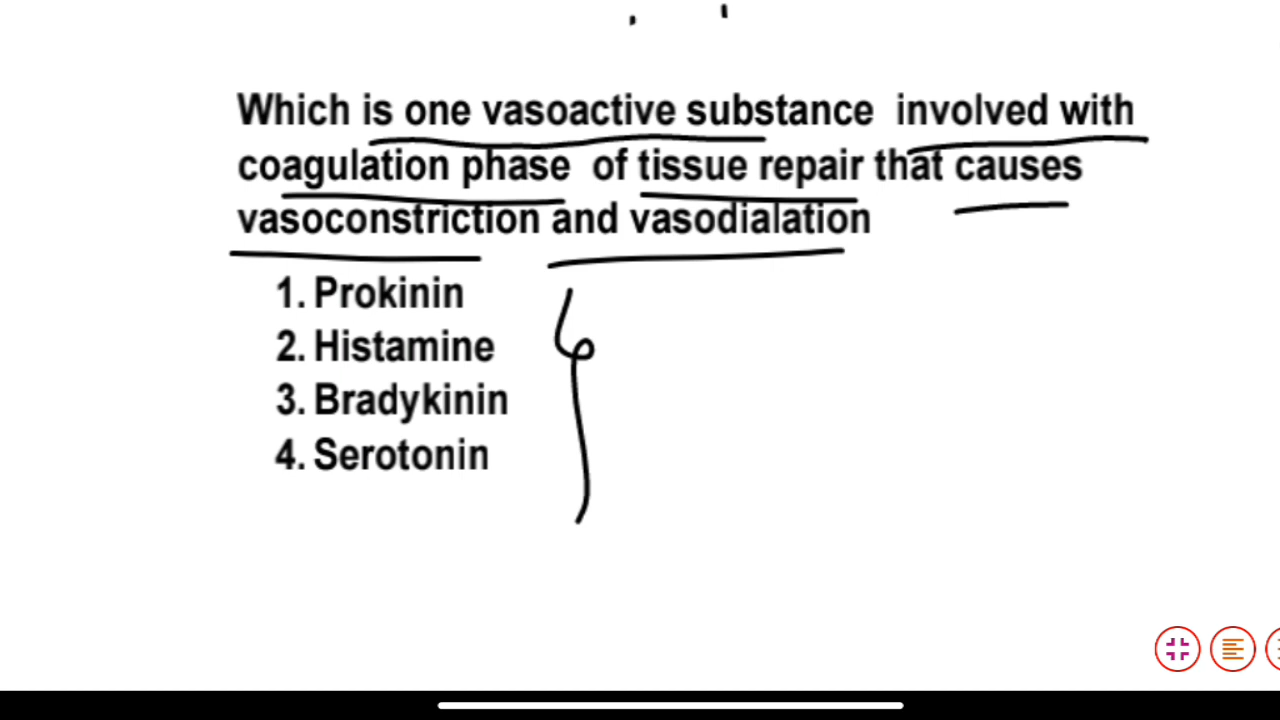 Which is one vasoactive substance involved with
coagulation phase of tissue repair that causes
vasoconstriction and vasodialation
1. Prokinin
2. Histamine
3. Bradykinin
4. Serotonin